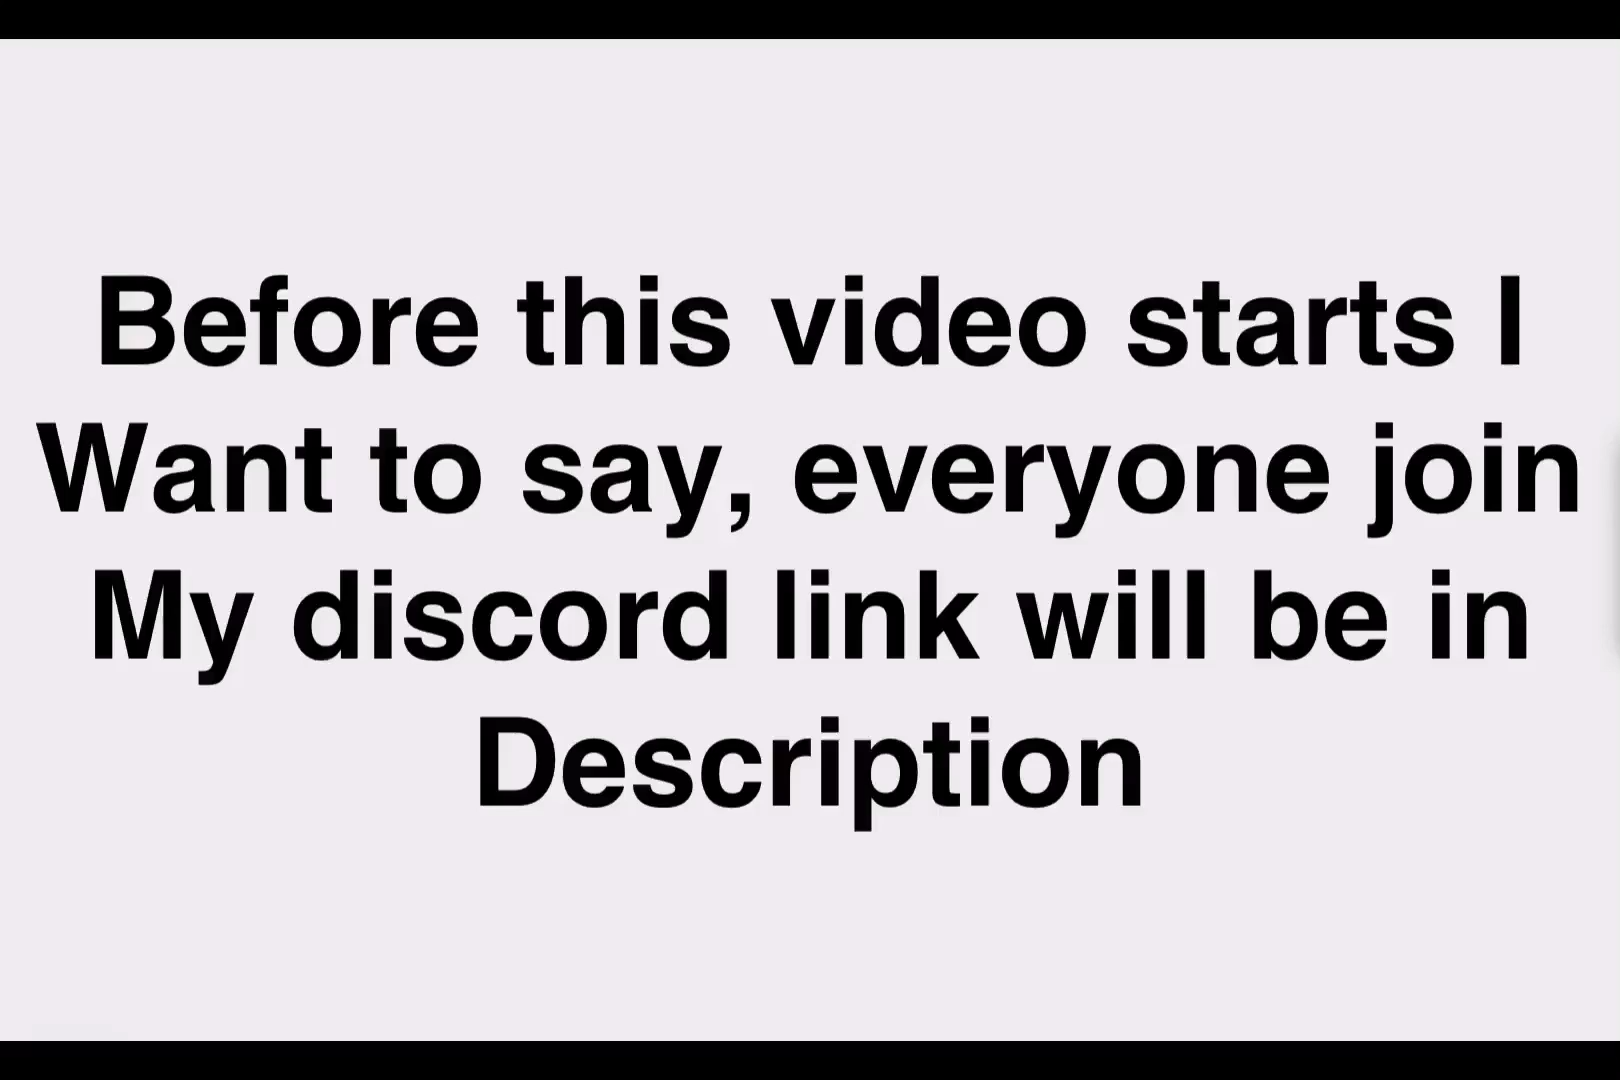 Before this video starts I
Want to say, everyone join
My discord link will be in
Description